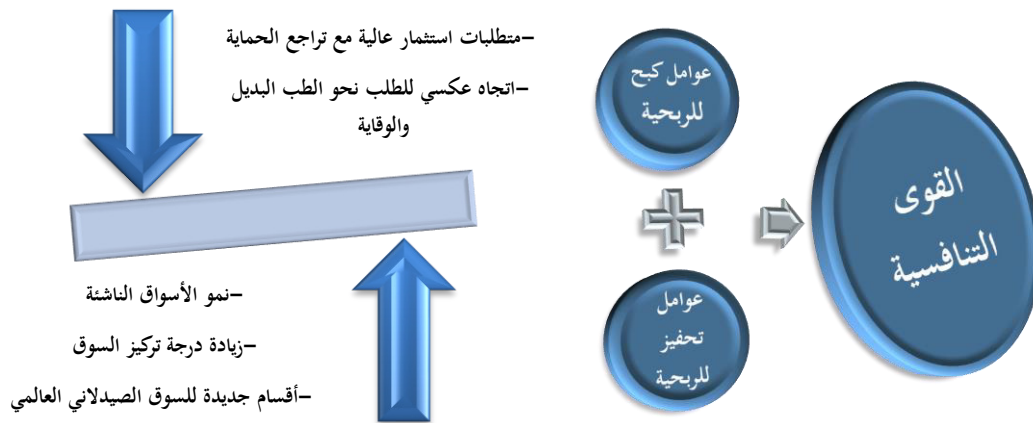 -متطلبات استثمار عالية مع تراجع الحماية
-اتجاه عكسي للطلب نحو الطب البديل
والوقاية
-نمو الأسواق الناشئة
-زيادة درجة تركيز السوق
-أقسام جديدة للسوق الصيدلاني العالمي
عوامل كبح
للربحية
عوامل
تحفيز
للربحية
القوى
التنافسية